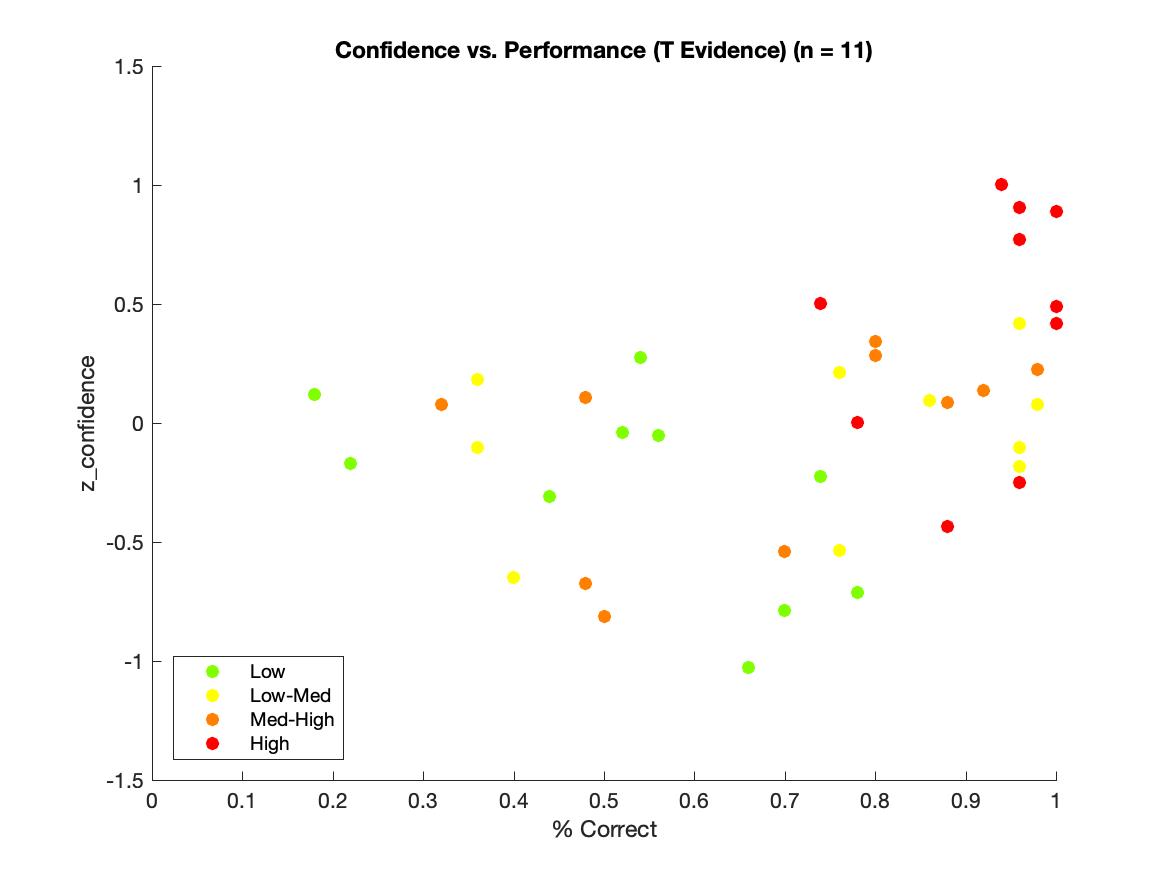 Confidence vs. Performance (T Evidence) (n = 11)
1.5
1
0.5
0
-0.5
-1
-1.5
z_confidence
Low
Low-Med
Med-High
High
0 0.1 0.2 0.3 0.4 0.5 0.6 0.7 0.8 0.9 1
% Correct